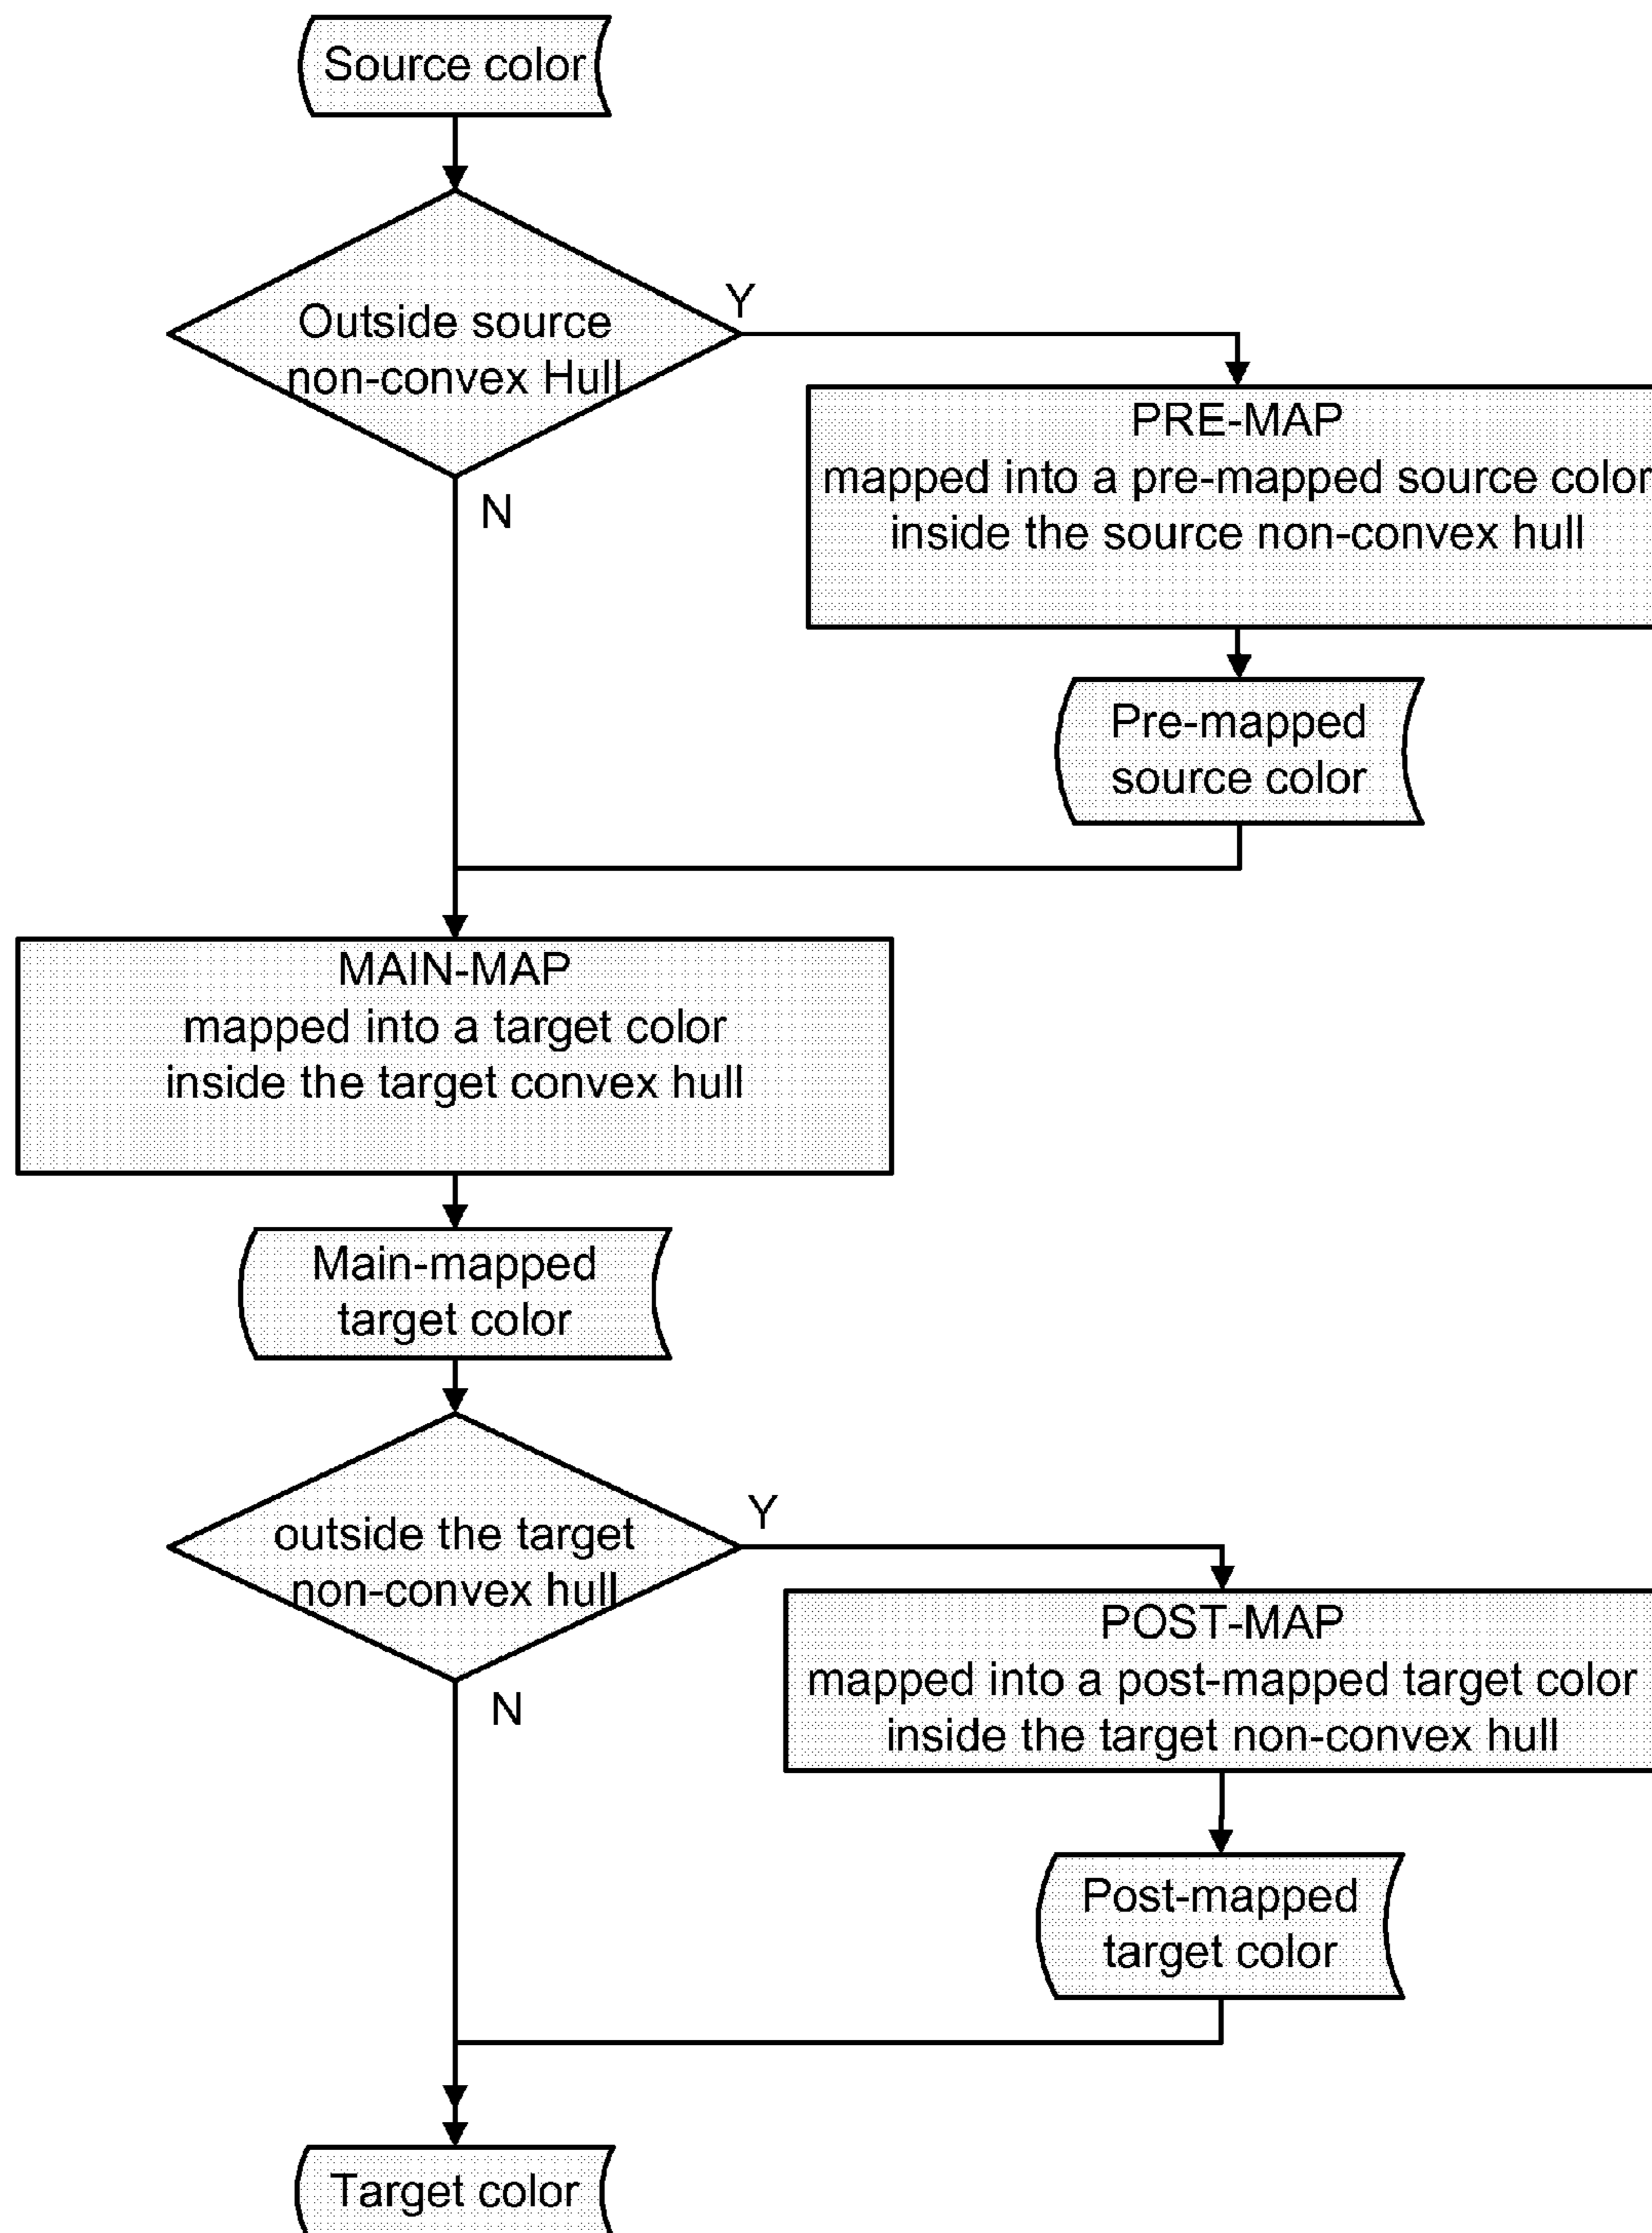 Source color
Outside source
non-convex Hull
Y
N
PRE-MAP
mapped into a pre-mapped source color
inside the source non-convex hull
Pre-mapped
source color
MAIN-MAP
mapped into a target color
inside the target convex hull
Main-mapped
target color
outside the target
non-convex hull
Y
N
POST-MAP
mapped into a post-mapped target color
inside the target non-convex hull
Post-mapped
target color
Target color